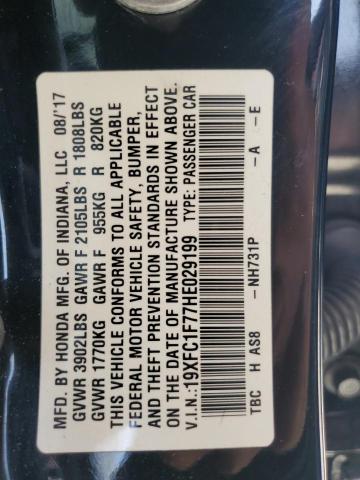 MFD. BY HONDA MFG. OF INDIANA, LLC 08/'17
GVWR 3902LBS GAWR F 2105LBS R 1808LBS
GVWR 1770KG GAWR F 955KG R 820KG
THIS VEHICLE CONFORMS TO ALL APPLICABLE
FEDERAL MOTOR VEHICLE SAFETY, BUMPER,
AND THEFT PREVENTION STANDARDS IN EFFECT
ON THE DATE OF MANUFACTURE SHOWN ABOVE.
V.I.N.:19XFC1F77HE029199 TYPE: PASSENGER CAR
TBC H AS8 -NH731P -A -E